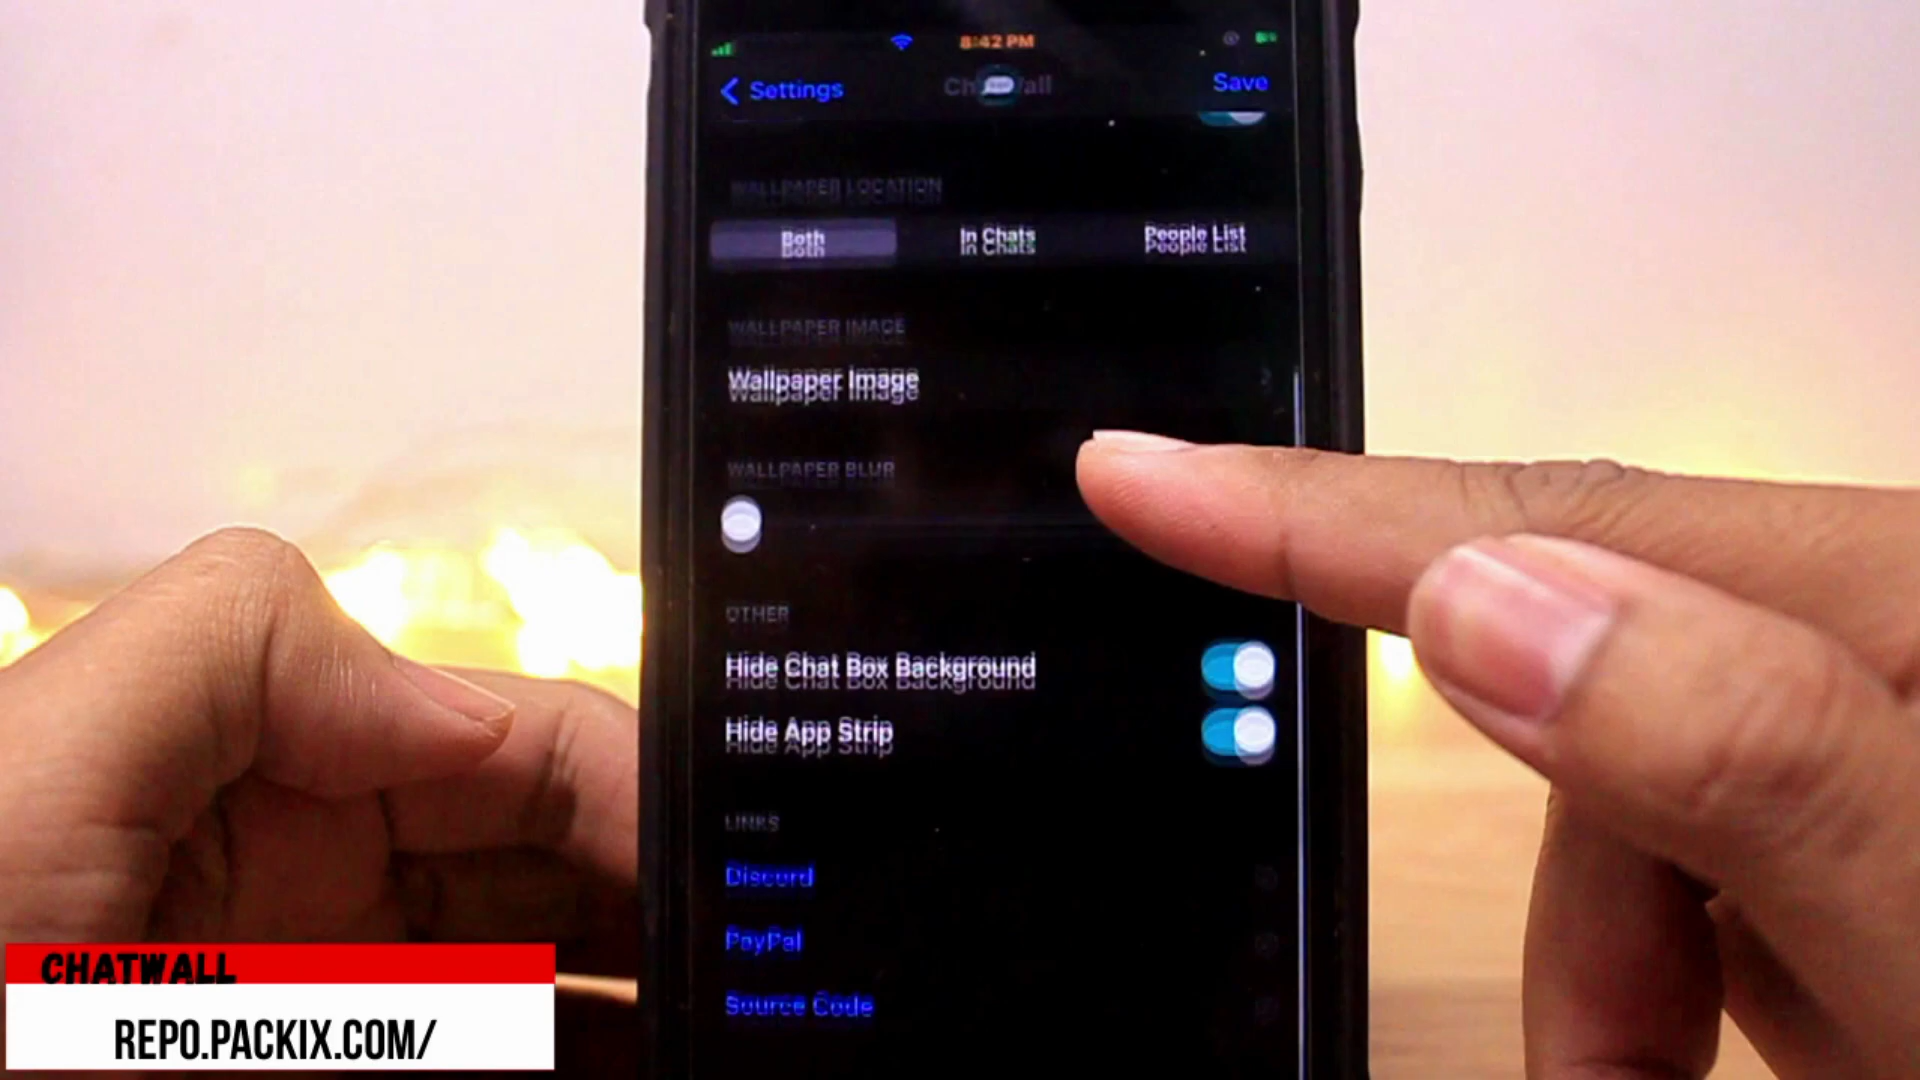 8:42 PM
Settings
Save
WALLPAPER LOCATION
Both In Chats People List
WALLPAPER IMAGE
Wallpaper Image
WALLPAPER BLUR
OTHER
Hide Chat Box Background
Hide App Strip
LINKS
Discord
PayPal
Source Code
CHATWALL
REPO.PACKIX.COM/